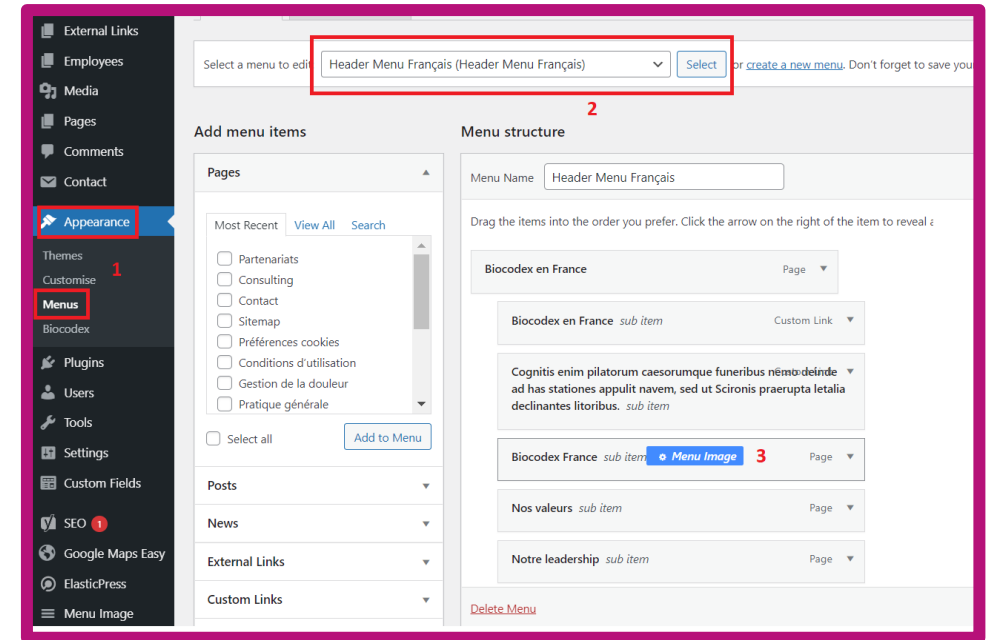 External Links
Employees
Media
Pages
Comments
Contact
Appearance
Themes
1
Customise
Menus
Biocodex
Plugins
Users
Tools
Settings
Custom Fields
SEO 1
Google Maps Easy
ElasticPress
Menu Image
Select a menu to edit Header Menu Français (Header Menu Français) Select or create a new menu. Don't forget to save your
2
Add menu items
Pages
Most Recent View All Search
Partenariats
Consulting
Contact
Sitemap
Préférences cookies
Conditions d'utilisation
Gestion de la douleur
Pratique générale
Select all Add to Menu
Posts
News
External Links
Custom Links
Menu structure
Menu Name Header Menu Français
Drag the items into the order you prefer. Click the arrow on the right of the item to reveal a
Biocodex en France Page
Biocodex en France sub item Custom Link
Cognitis enim pilatorum caesorumque funeribus nemo deinde
ad has stationes appulit navem, sed ut Scironis praerupta letalia
declinantes litoribus. sub item
Biocodex France sub item Menu Image 3 Page
Nos valeurs sub item Page
Notre leadership sub item Page
Delete Menu